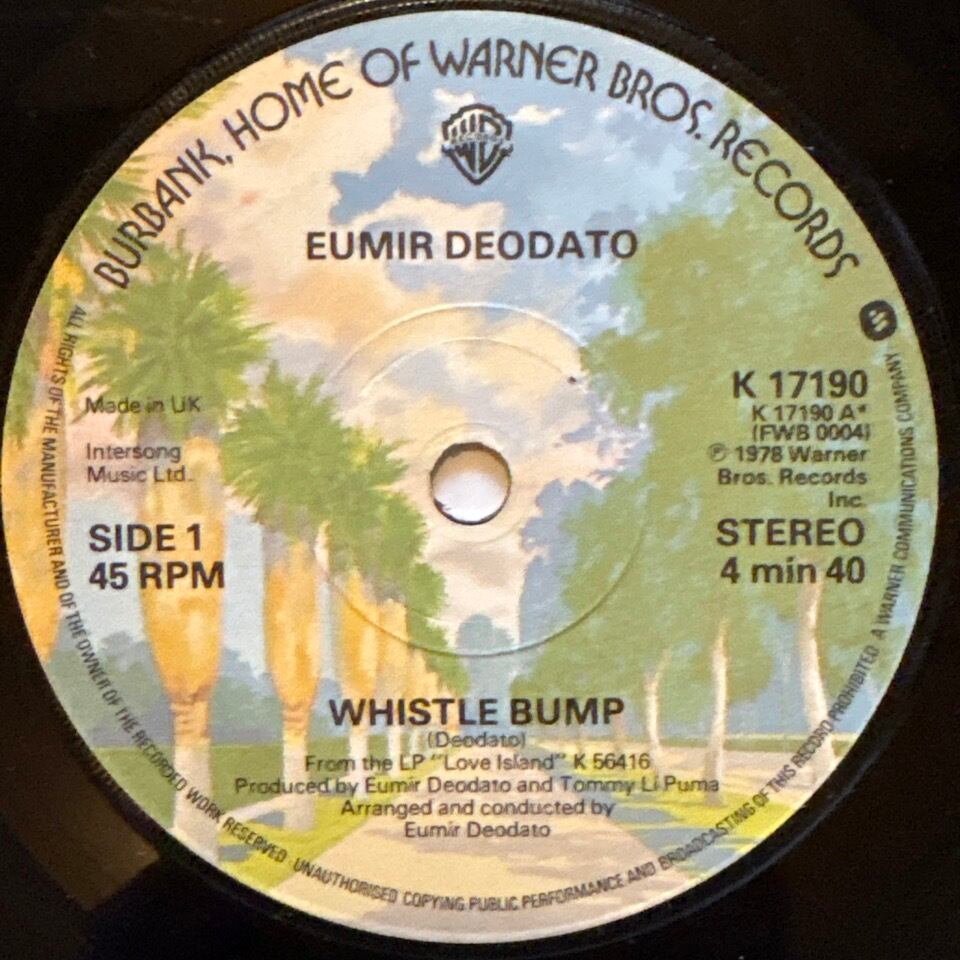 BURBANK, HOME OF WARNER BROS. RECORDS
EUMIR DEODATO
Made in UK
Intersong
Music Ltd.
SIDE 1
45 RPM
K 17190
K 17190 A*
(FWB 0004)
℗ 1978 Warner
Bros. Records
Inc.
STEREO
4 min 40
WHISTLE BUMP
(Deodato)
From the LP "Love Island" K 56416
Produced by Eumir Deodato and Tommy Li Puma
Arranged and conducted by
Eumir Deodato
ALL RIGHTS OF THE MANUFACTURER AND OF THE OWNER OF THE RECORDED WORK RESERVED UNAUTHORISED COPYING PUBLIC PERFORMANCE AND BROADCASTING OF THIS RECORD PROHIBITED A WARNER COMMUNICATIONS COMPANY